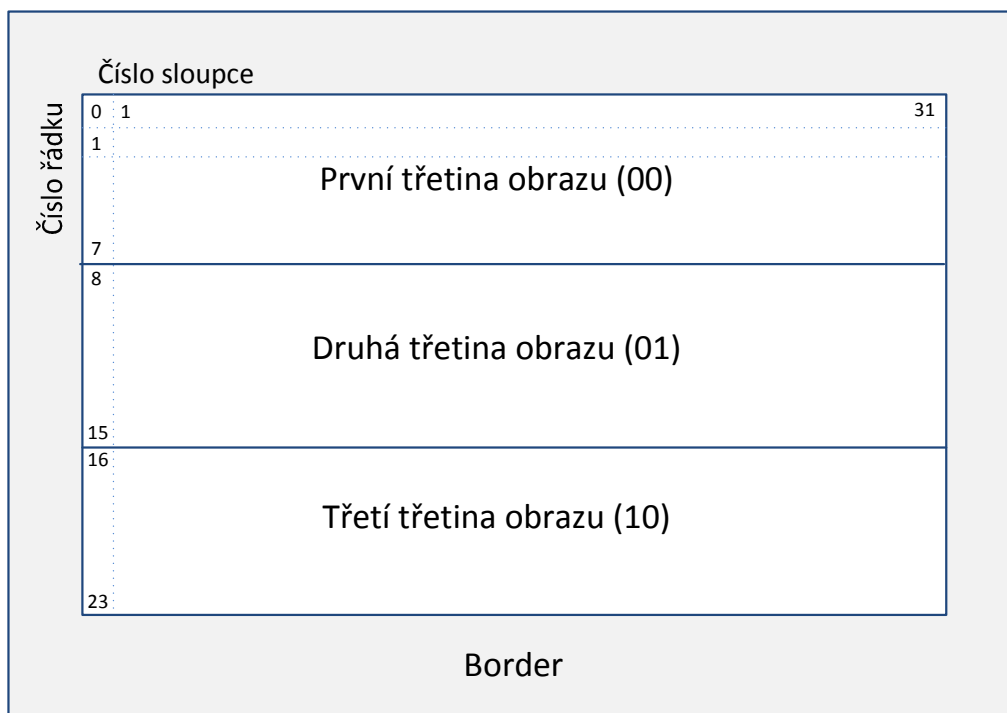 Číslo sloupce
Číslo řádku
0 1 31
1
První třetina obrazu (00)
7
8
Druhá třetina obrazu (01)
15
16
Třetí třetina obrazu (10)
23
Border